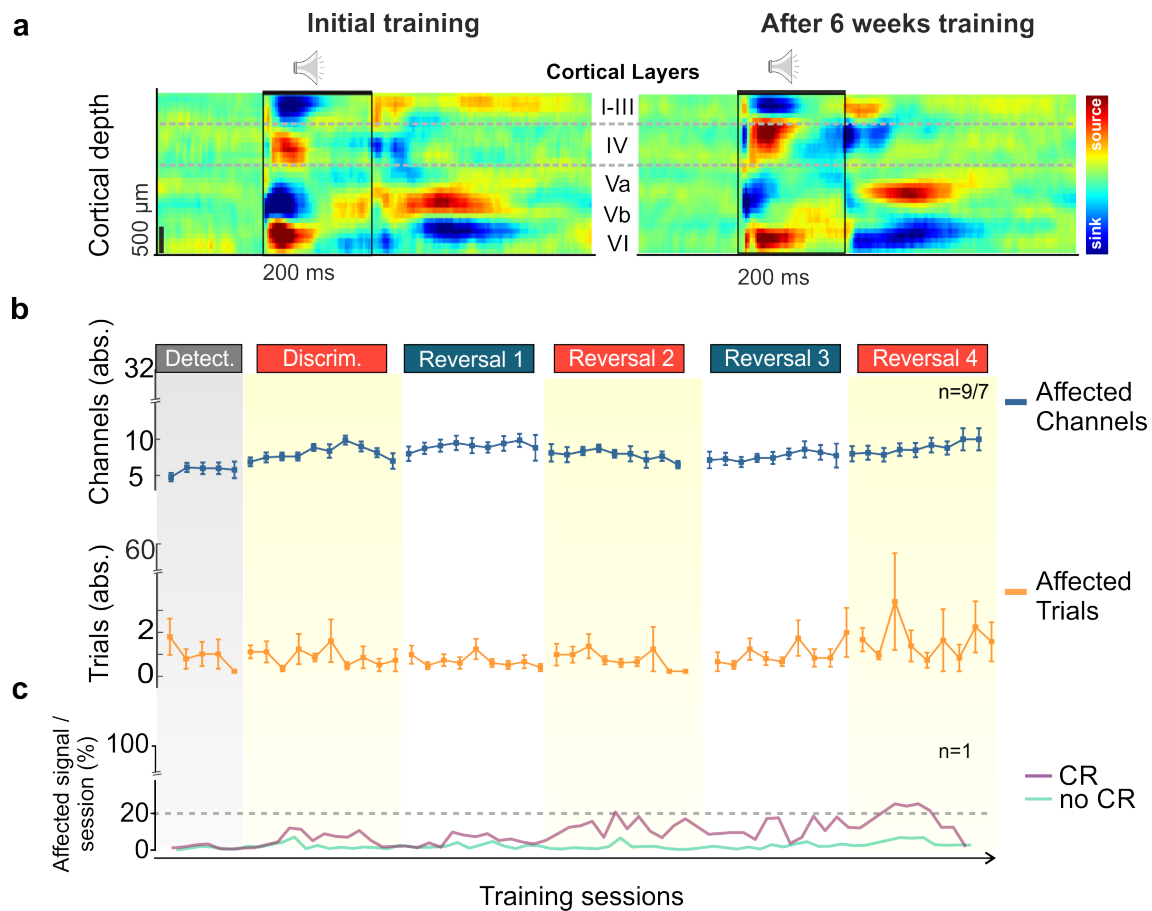 a
Initial training
After 6 weeks training
Cortical Layers
Cortical depth
500 µm
I-III
IV
Va
Vb
VI
source
sink
200 ms
200 ms
b
Detect.
Discrim.
Reversal 1
Reversal 2
Reversal 3
Reversal 4
Channels (abs.)
32
10
5
n=9/7
Affected
Channels
Trials (abs.)
60
2
0
Affected
Trials
c
Affected signal /
session (%)
100
20
0
n=1
CR
no CR
Training sessions